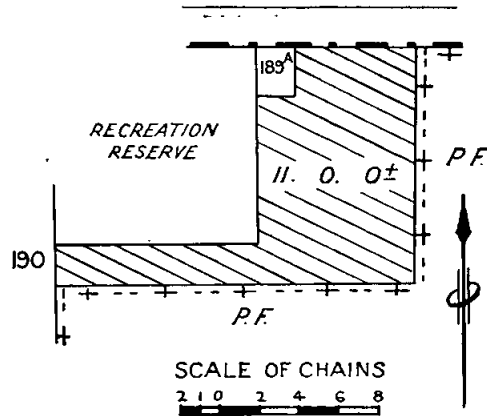 189A
RECREATION
RESERVE
11. 0. 0±
P.F.
190
P.F.
SCALE OF CHAINS
2 1 0 2 4 6 8